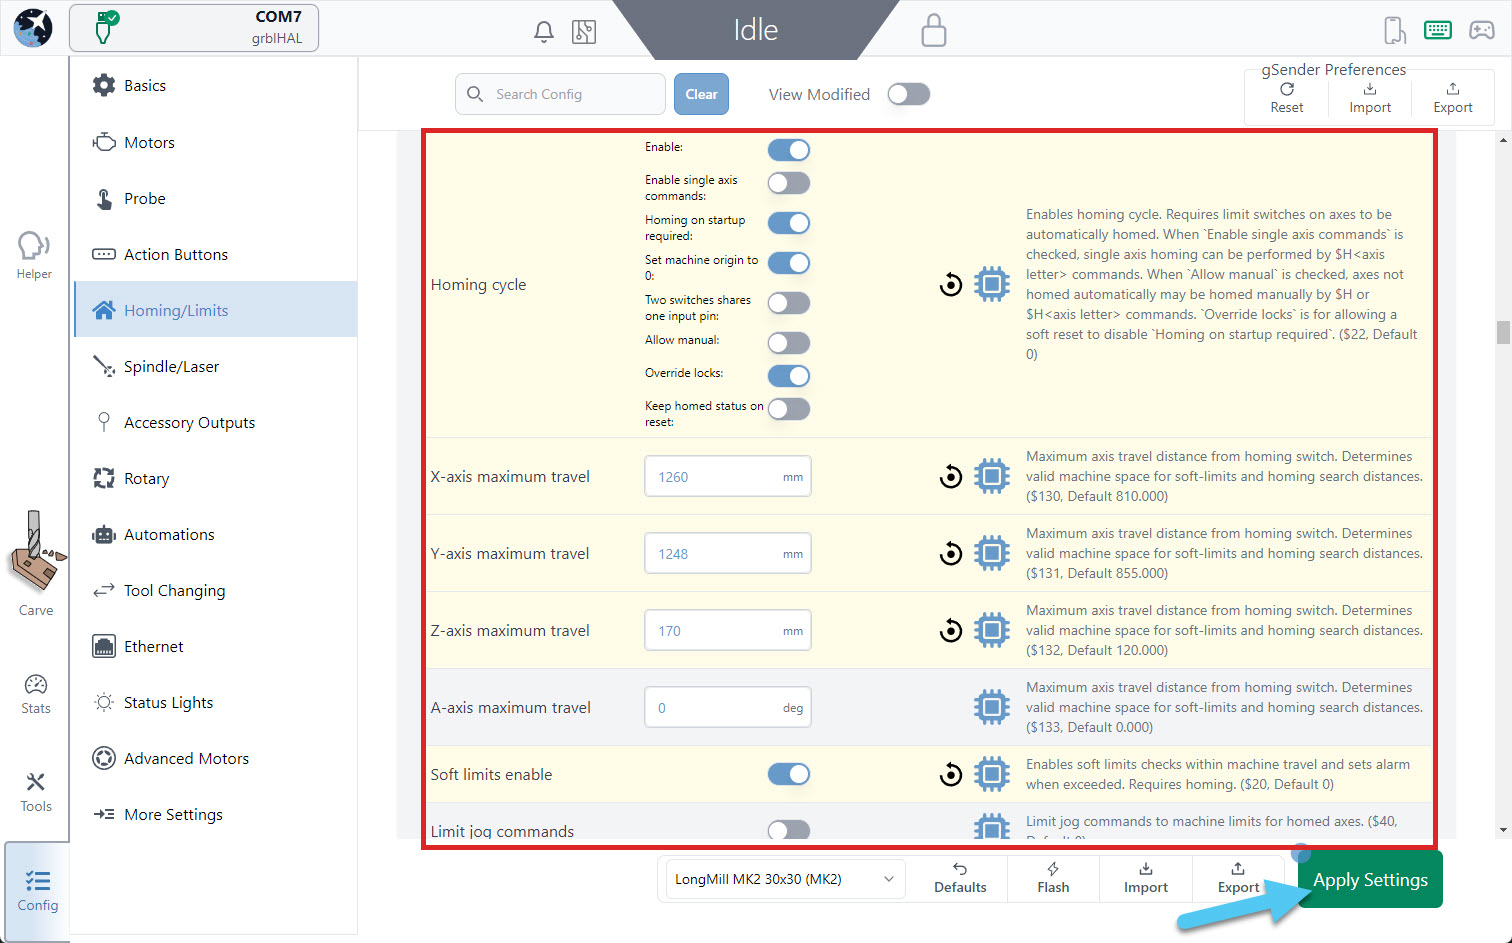 COM7
grblHAL
Idle
Helper
Carve
Stats
Tools
Config
Basics
Motors
Probe
Action Buttons
Homing/Limits
Spindle/Laser
Accessory Outputs
Rotary
Automations
Tool Changing
Ethernet
Status Lights
Advanced Motors
More Settings
Search Config
Clear
View Modified
gSender Preferences
Reset
Import
Export
Homing cycle
Enable:
Enable single axis
commands:
Homing on startup
required:
Set machine origin to
0:
Two switches shares
one input pin:
Allow manual:
Override locks:
Keep homed status on
reset:
Enables homing cycle. Requires limit switches on axes to be
automatically homed. When `Enable single axis commands` is
checked, single axis homing can be performed by $H<axis
letter> commands. When `Allow manual` is checked, axes not
homed automatically may be homed manually by $H or
$H<axis letter> commands. `Override locks` is for allowing a
soft reset to disable `Homing on startup required`. ($22, Default
0)
X-axis maximum travel
1260 mm
Maximum axis travel distance from homing switch. Determines
valid machine space for soft-limits and homing search distances.
($130, Default 810.000)
Y-axis maximum travel
1248 mm
Maximum axis travel distance from homing switch. Determines
valid machine space for soft-limits and homing search distances.
($131, Default 855.000)
Z-axis maximum travel
170 mm
Maximum axis travel distance from homing switch. Determines
valid machine space for soft-limits and homing search distances.
($132, Default 120.000)
A-axis maximum travel
0 deg
Maximum axis travel distance from homing switch. Determines
valid machine space for soft-limits and homing search distances.
($133, Default 0.000)
Soft limits enable
Enables soft limits checks within machine travel and sets alarm
when exceeded. Requires homing. ($20, Default 0)
Limit jog commands
Limit jog commands to machine limits for homed axes. ($40,
Default 0)
LongMill MK2 30x30 (MK2)
Defaults
Flash
Import
Export
Apply Settings